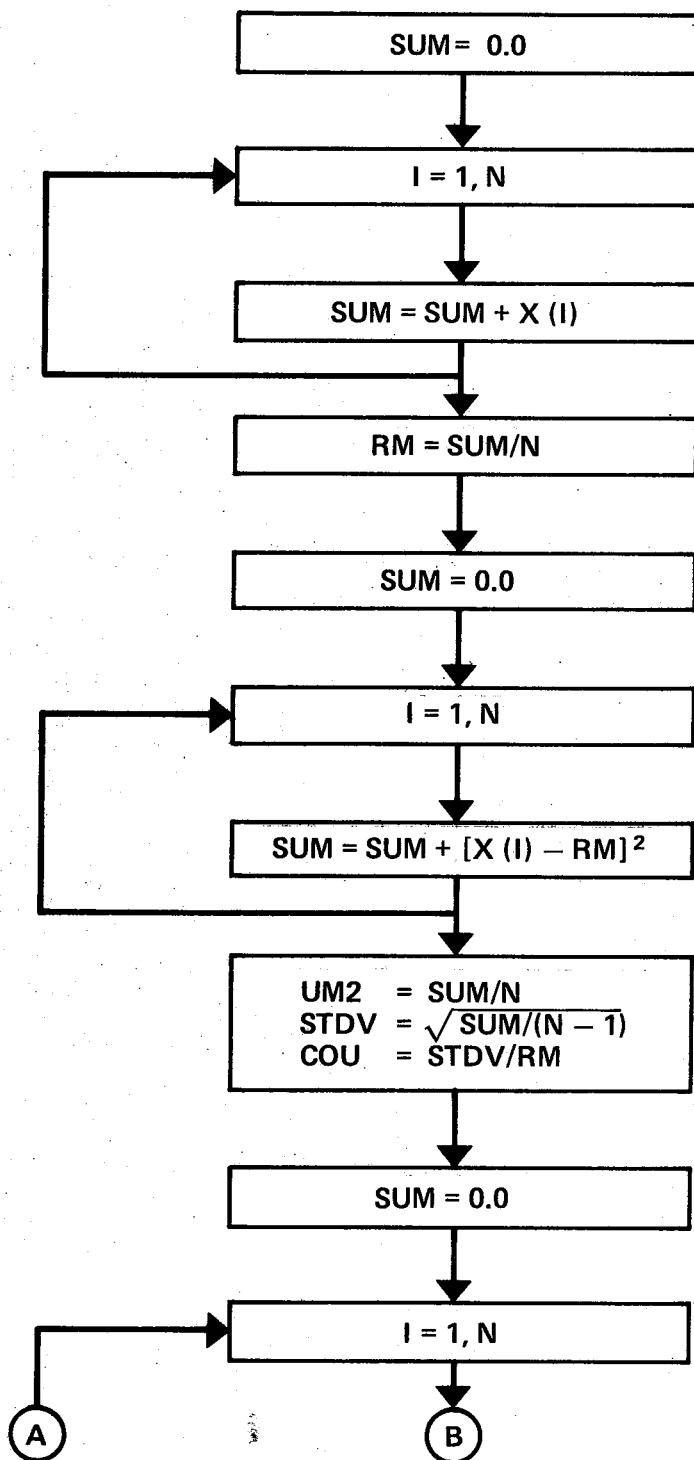 SUM = 0.0
I = 1, N
SUM = SUM + X (I)
RM = SUM/N
SUM = 0.0
I = 1, N
SUM = SUM + [X (I) – RM]²
UM2 = SUM/N
STDV = √SUM/(N – 1)
COU = STDV/RM
SUM = 0.0
I = 1, N
A
B